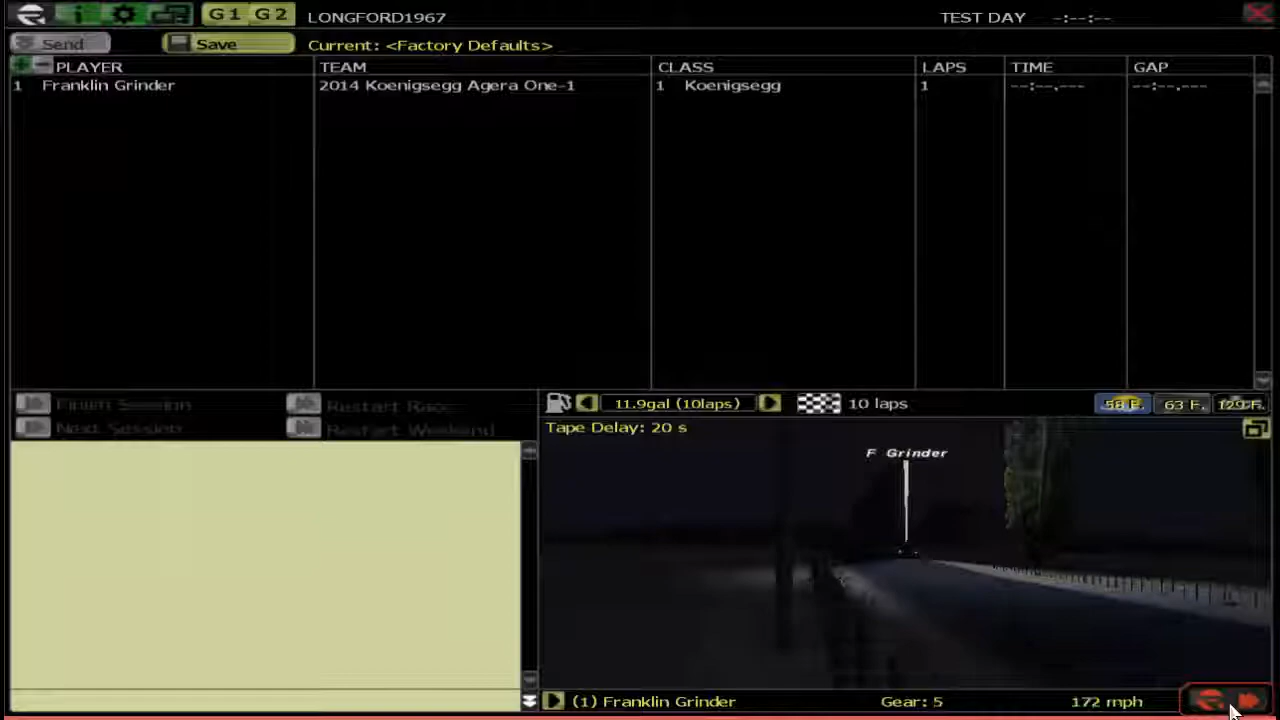 G1 G2 LONGFORD1967 TEST DAY -:--:--
Send Save Current: <Factory Defaults>
PLAYER TEAM CLASS LAPS TIME GAP
1 Franklin Grinder 2014 Koenigsegg Agera One-1 1 Koenigsegg 1 --:--.--- --:--.---
Finish Session Restart Race 11.9gal (10laps) 10 laps 58 F. 63 F. 129 F.
Next Session Restart Weekend Tape Delay: 20 s
F Grinder
(1) Franklin Grinder Gear: 5 172 mph